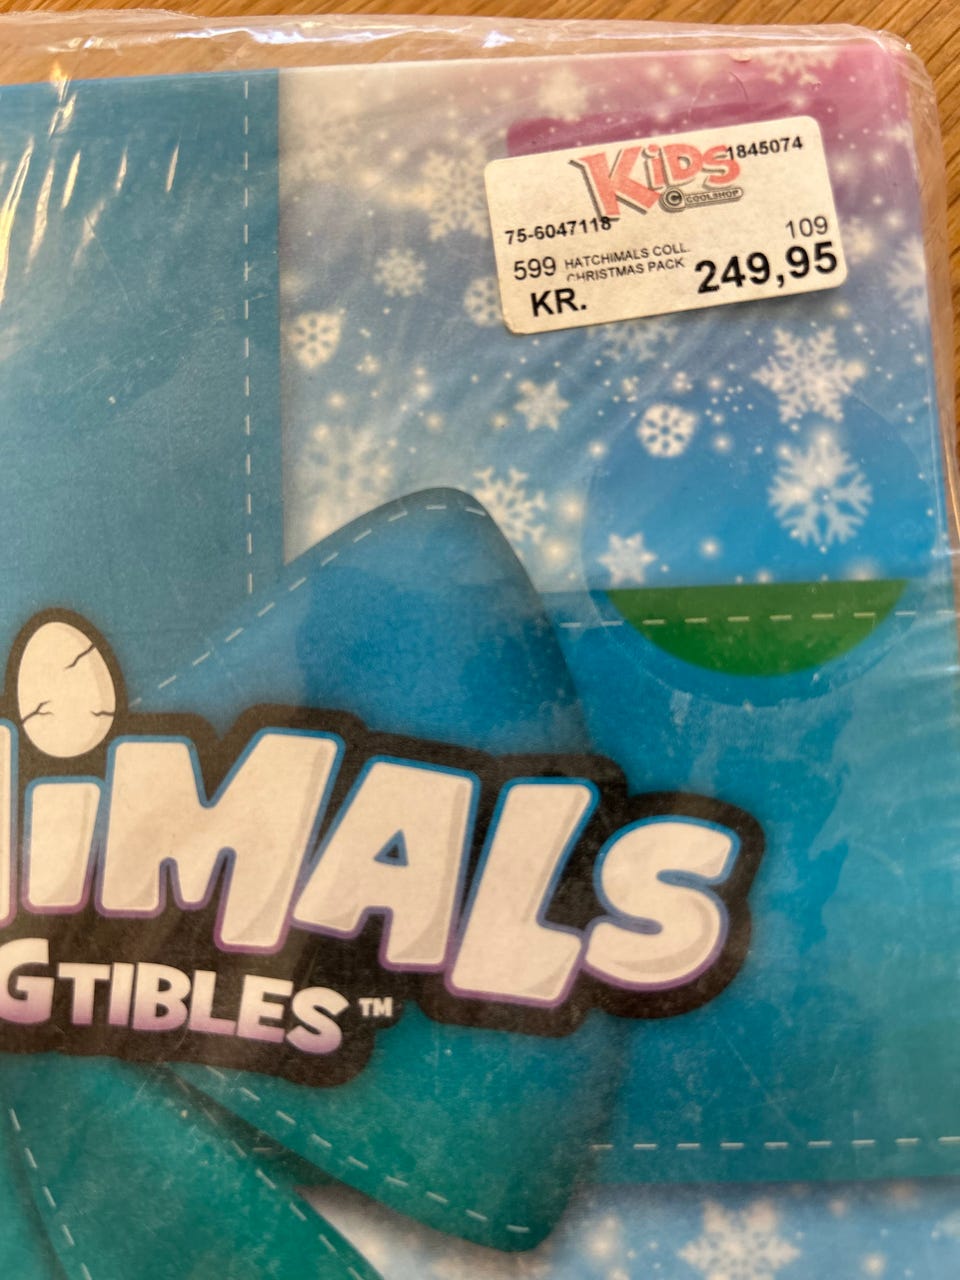 KiDS 1845074
COOLSHOP
75-6047118
109
599 HATCHIMALS COLL.
CHRISTMAS PACK
KR. 249,95
iMALS
GTIBLES™